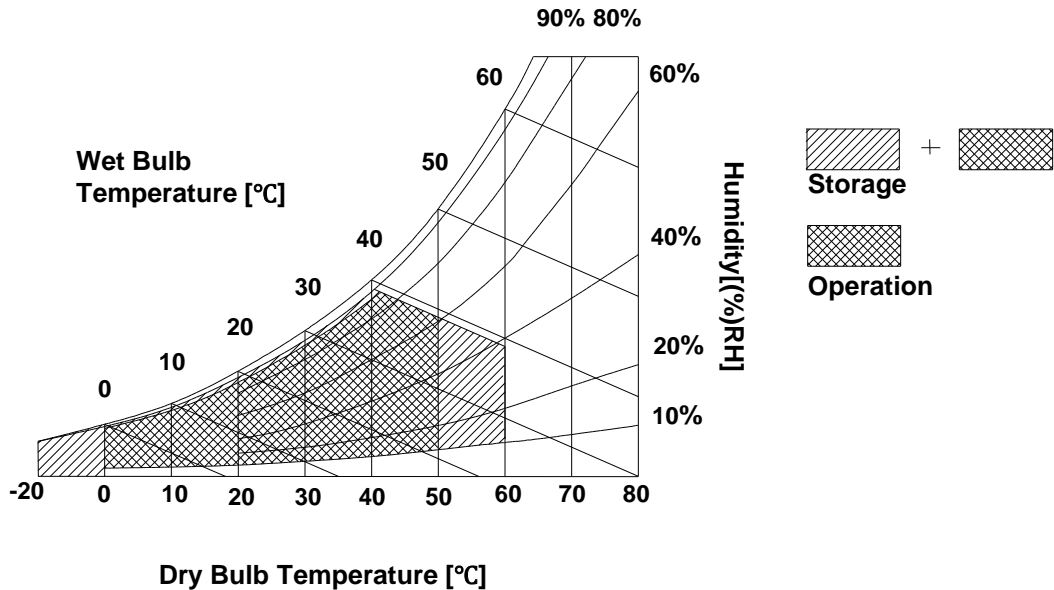 90% 80%
60
60%
50
Wet Bulb
Temperature [℃]
40
40%
30
20
20%
10
0
10%
Humidity[(%)RH]
-20 0 10 20 30 40 50 60 70 80
Dry Bulb Temperature [℃]
+
Storage
Operation